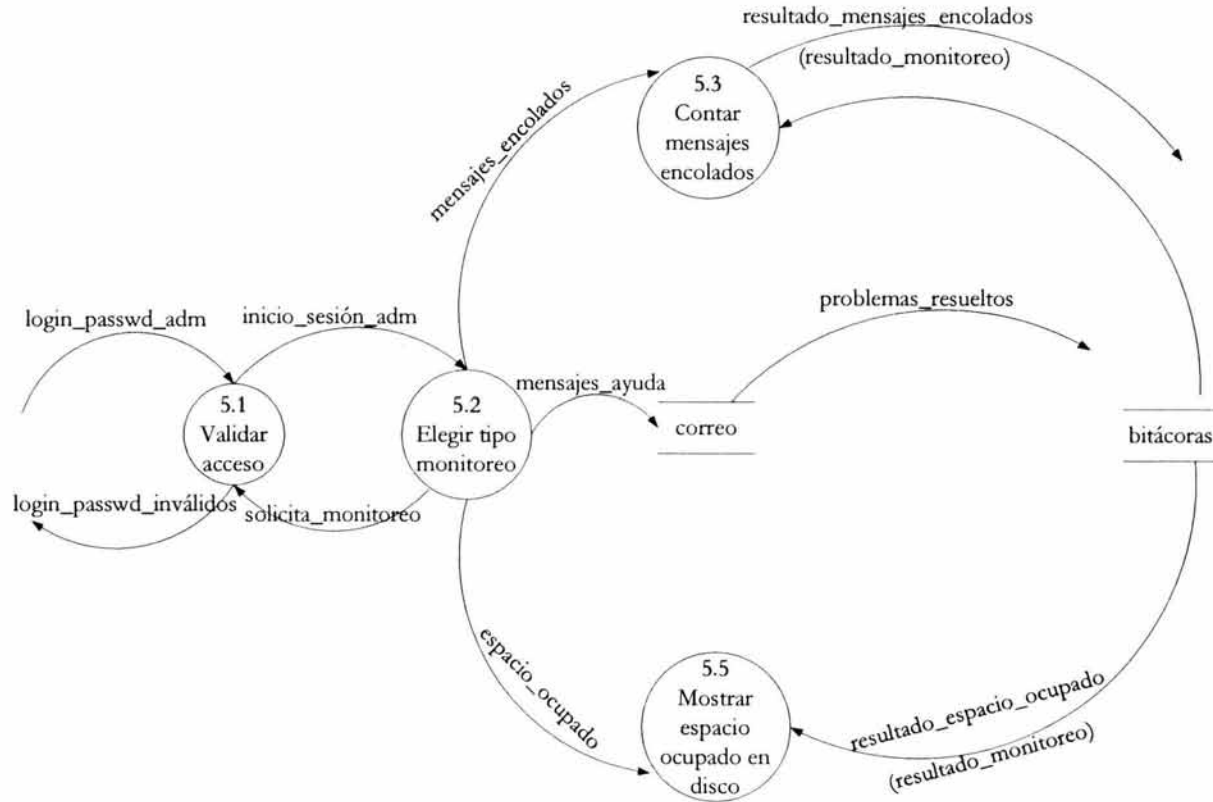 resultado_mensajes_encolados
(resultado_monitoreo)
5.3
Contar
mensajes
encolados
mensajes_encolados
login_passwd_adm
inicio_sesión_adm
problemas_resueltos
mensajes_ayuda
5.1
Validar
acceso
5.2
Elegir tipo
monitoreo
correo
bitácoras
login_passwd_inválidos
solicita_monitoreo
espacio_ocupado
5.5
Mostrar
espacio
ocupado en
disco
resultado_espacio_ocupado
(resultado_monitoreo)